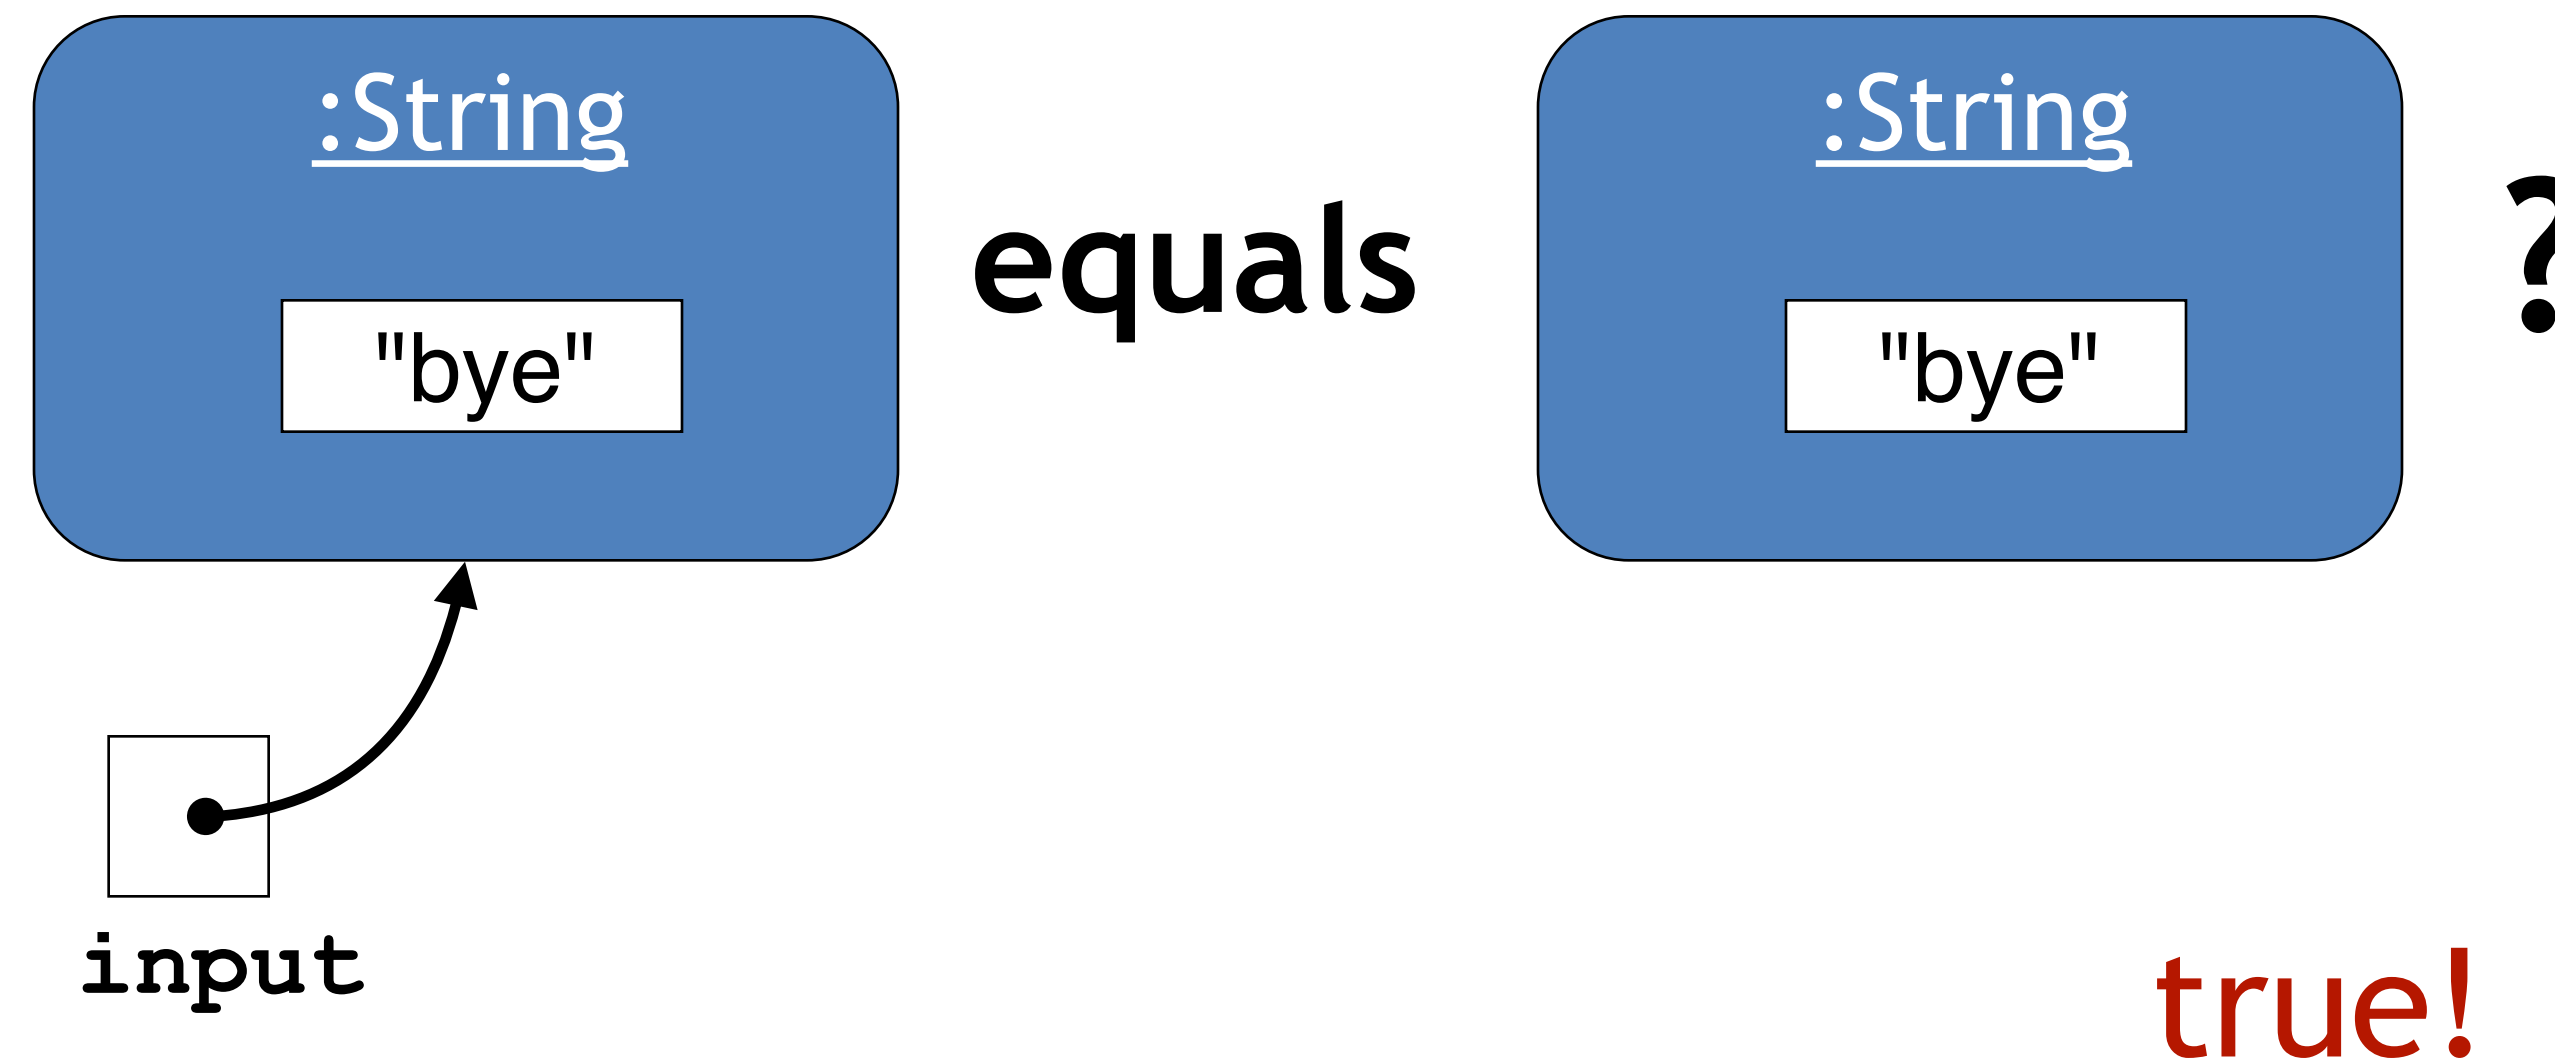 :String
:String
equals
?
"bye"
"bye"
input
true!